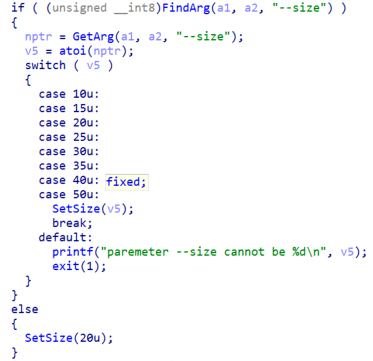 if ( (unsigned __int8)FindArg(a1, a2, "--size") )
{
  nptr = GetArg(a1, a2, "--size");
  v5 = atoi(nptr);
  switch ( v5 )
  {
    case 10u:
    case 15u:
    case 20u:
    case 25u:
    case 30u:
    case 35u:
    case 40u: fixed;
    case 50u:
      SetSize(v5);
      break;
    default:
      printf("paremeter --size cannot be %d\n", v5);
      exit(1);
  }
}
else
{
  SetSize(20u);
}